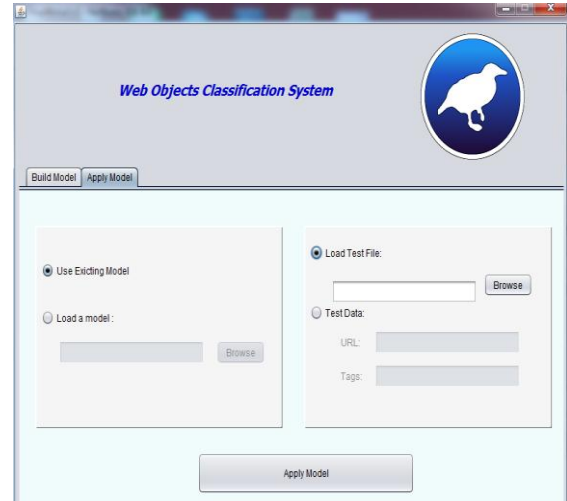 Web Objects Classification System
Build Model Apply Model
Use Exicting Model
Load a model :
Browse
Load Test File:
Browse
Test Data:
URL:
Tags:
Apply Model